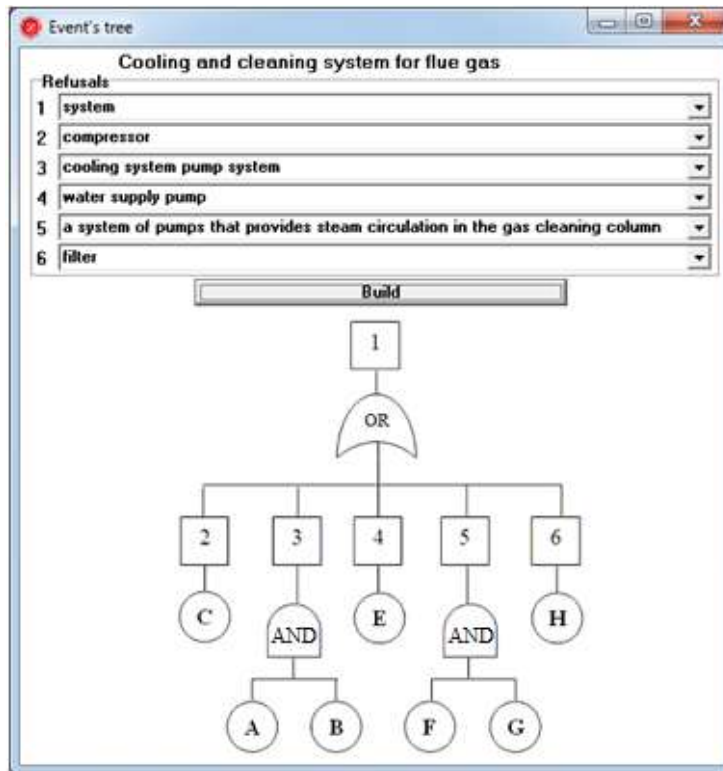 Event's tree
Cooling and cleaning system for flue gas
Refusals
1 system
2 compressor
3 cooling system pump system
4 water supply pump
5 a system of pumps that provides steam circulation in the gas cleaning column
6 filter
Build
1
OR
2 3 4 5 6
C E H
AND AND
A B F G